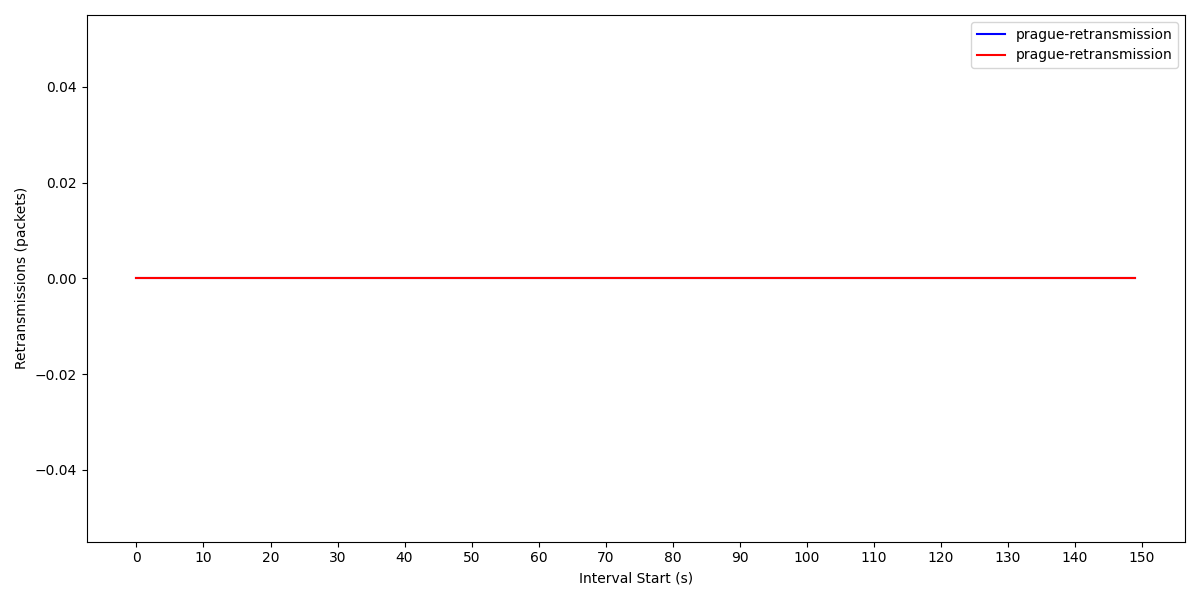 prague-retransmission
prague-retransmission
Retransmissions (packets)
0.04
0.02
0.00
−0.02
−0.04
0 10 20 30 40 50 60 70 80 90 100 110 120 130 140 150
Interval Start (s)